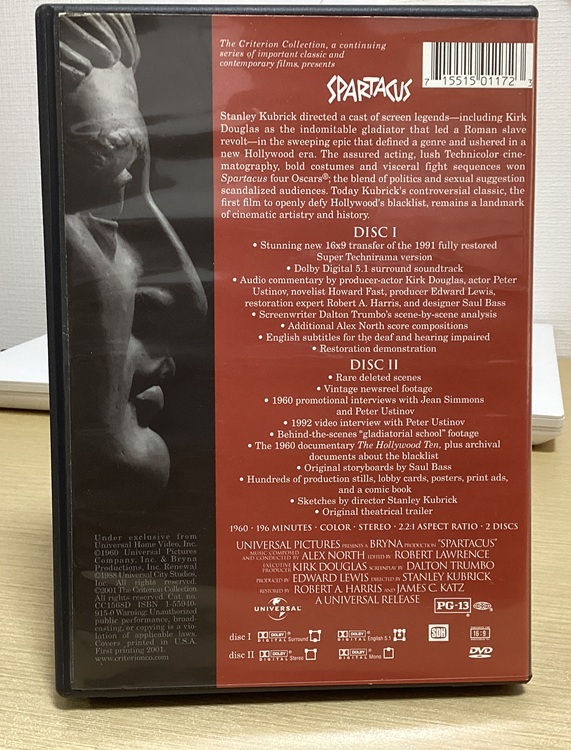 The Criterion Collection, a continuing
series of important classic and
contemporary films, presents
7 15515 01172 3
SPARTACUS
Stanley Kubrick directed a cast of screen legends—including Kirk
Douglas as the indomitable gladiator that led a Roman slave
revolt—in the sweeping epic that defined a genre and ushered in a
new Hollywood era. The assured acting, lush Technicolor cine-
matography, bold costumes and visceral fight sequences won
Spartacus four Oscars®; the blend of politics and sexual suggestion
scandalized audiences. Today Kubrick's controversial classic, the
first film to openly defy Hollywood's blacklist, remains a landmark
of cinematic artistry and history.
DISC I
• Stunning new 16x9 transfer of the 1991 fully restored
Super Technirama version
• Dolby Digital 5.1 surround soundtrack
• Audio commentary by producer-actor Kirk Douglas, actor Peter
Ustinov, novelist Howard Fast, producer Edward Lewis,
restoration expert Robert A. Harris, and designer Saul Bass
• Screenwriter Dalton Trumbo's scene-by-scene analysis
• Additional Alex North score compositions
• English subtitles for the deaf and hearing impaired
• Restoration demonstration
DISC II
• Rare deleted scenes
• Vintage newsreel footage
• 1960 promotional interviews with Jean Simmons
and Peter Ustinov
• 1992 video interview with Peter Ustinov
• Behind-the-scenes "gladiatorial school" footage
• The 1960 documentary The Hollywood Ten, plus archival
documents about the blacklist
• Original storyboards by Saul Bass
• Hundreds of production stills, lobby cards, posters, print ads,
and a comic book
• Sketches by director Stanley Kubrick
• Original theatrical trailer
1960 · 196 MINUTES · COLOR · STEREO · 2.2:1 ASPECT RATIO · 2 DISCS
UNIVERSAL PICTURES PRESENTS A BRYNA PRODUCTION "SPARTACUS"
MUSIC COMPOSED AND CONDUCTED BY ALEX NORTH EDITED BY ROBERT LAWRENCE
EXECUTIVE PRODUCER KIRK DOUGLAS SCREENPLAY BY DALTON TRUMBO
PRODUCED BY EDWARD LEWIS DIRECTED BY STANLEY KUBRICK
RESTORED BY ROBERT A. HARRIS AND JAMES C. KATZ
A UNIVERSAL RELEASE
UNIVERSAL
PG-13
disc I DOLBY DIGITAL Surround DOLBY DIGITAL English 5.1 SDH 16:9
disc II DOLBY DIGITAL Stereo DOLBY DIGITAL Mono DVD
Under exclusive from
Universal Home Video, Inc.
©1960 Universal Pictures
Company, Inc. & Bryna
Productions, Inc. Renewal
©1988 Universal City Studios,
Inc. All rights reserved.
©2001 The Criterion Collection
All rights reserved. Cat. no.
CC1568D ISBN 1-55940-
915-0 Warning: Unauthorized
public performance, broad-
casting, or copying is a vio-
lation of applicable laws.
Covers printed in U.S.A.
First printing 2001.
www.criterionco.com